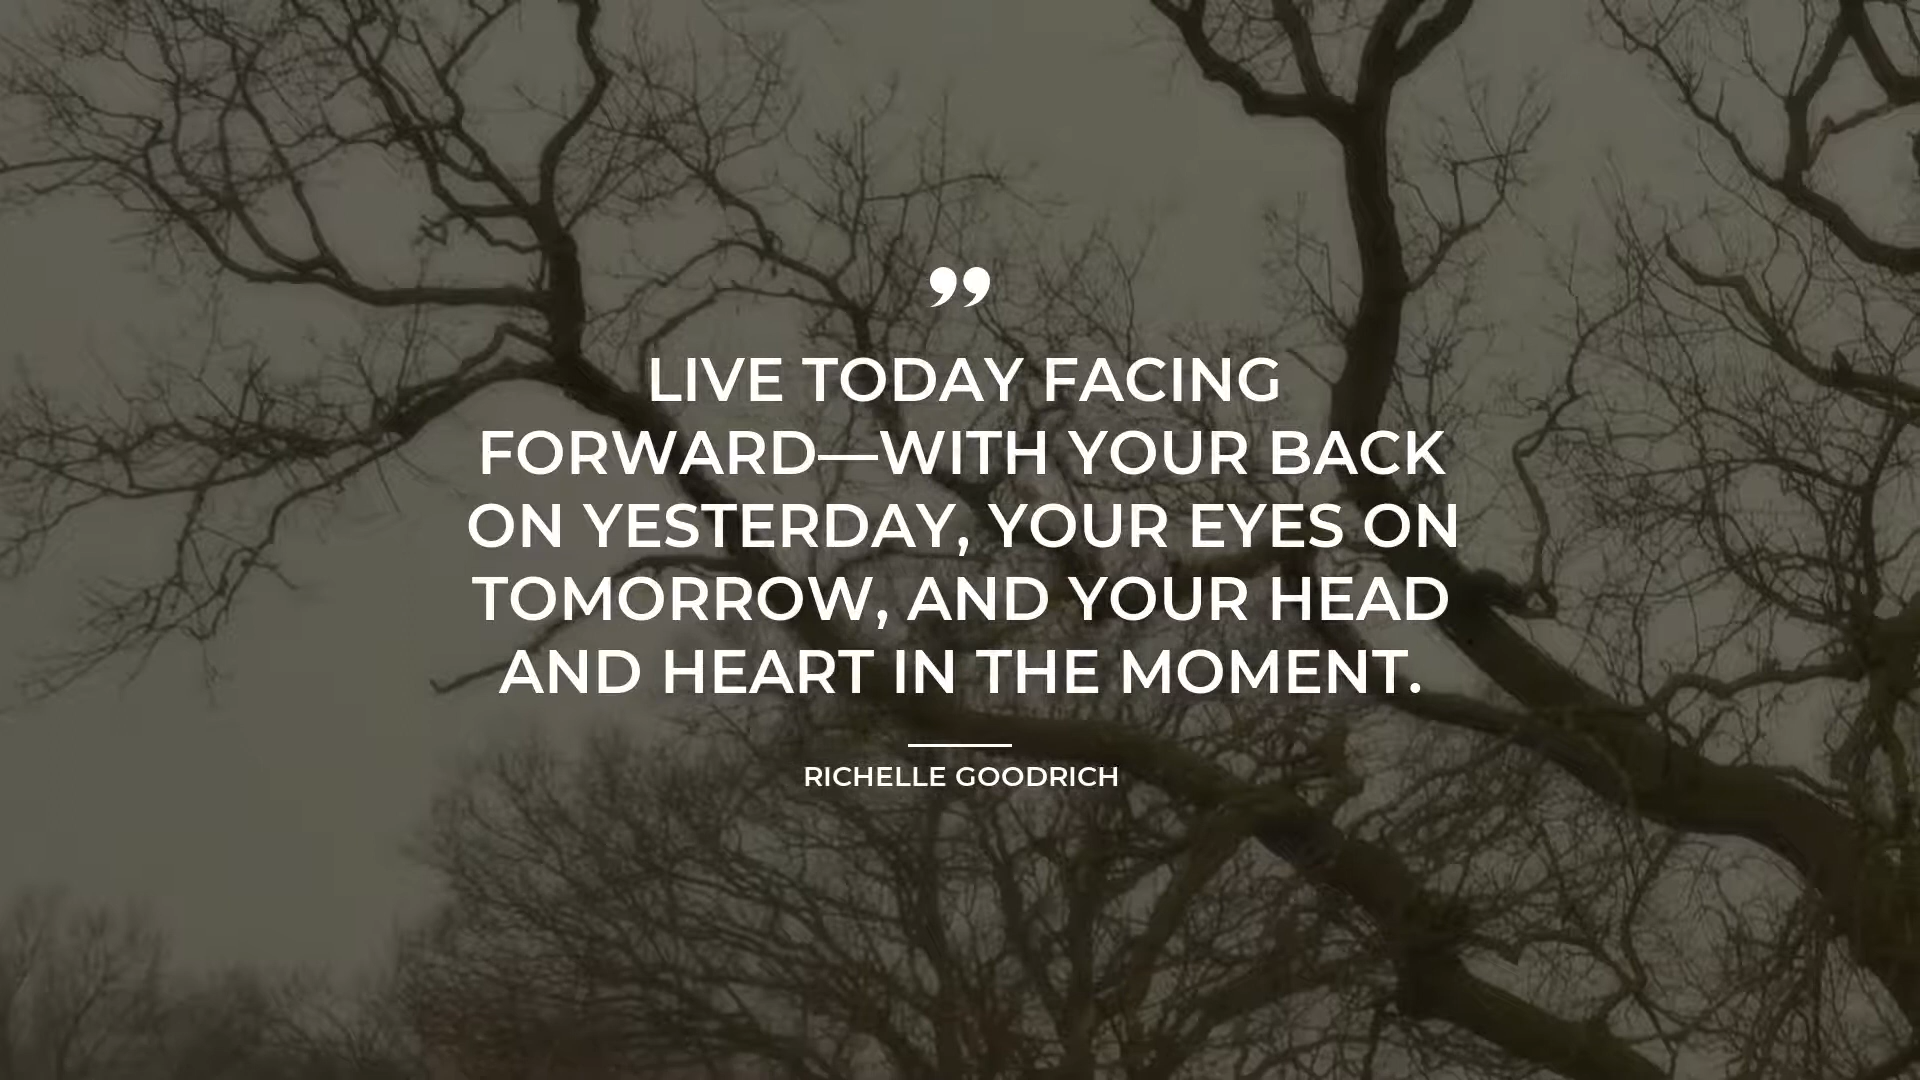 ”
LIVE TODAY FACING
FORWARD—WITH YOUR BACK
ON YESTERDAY, YOUR EYES ON
TOMORROW, AND YOUR HEAD
AND HEART IN THE MOMENT.
RICHELLE GOODRICH